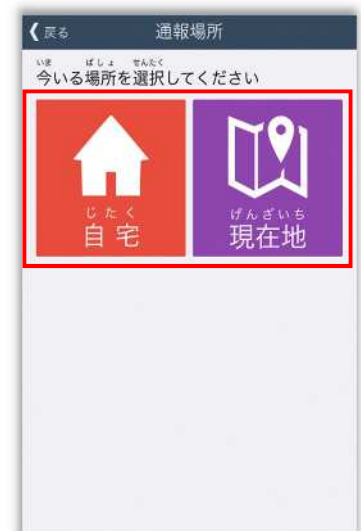 戻る 通報場所
いま ばしょ せんたく
今いる場所を選択してください
じたく
自宅
げんざいち
現在地